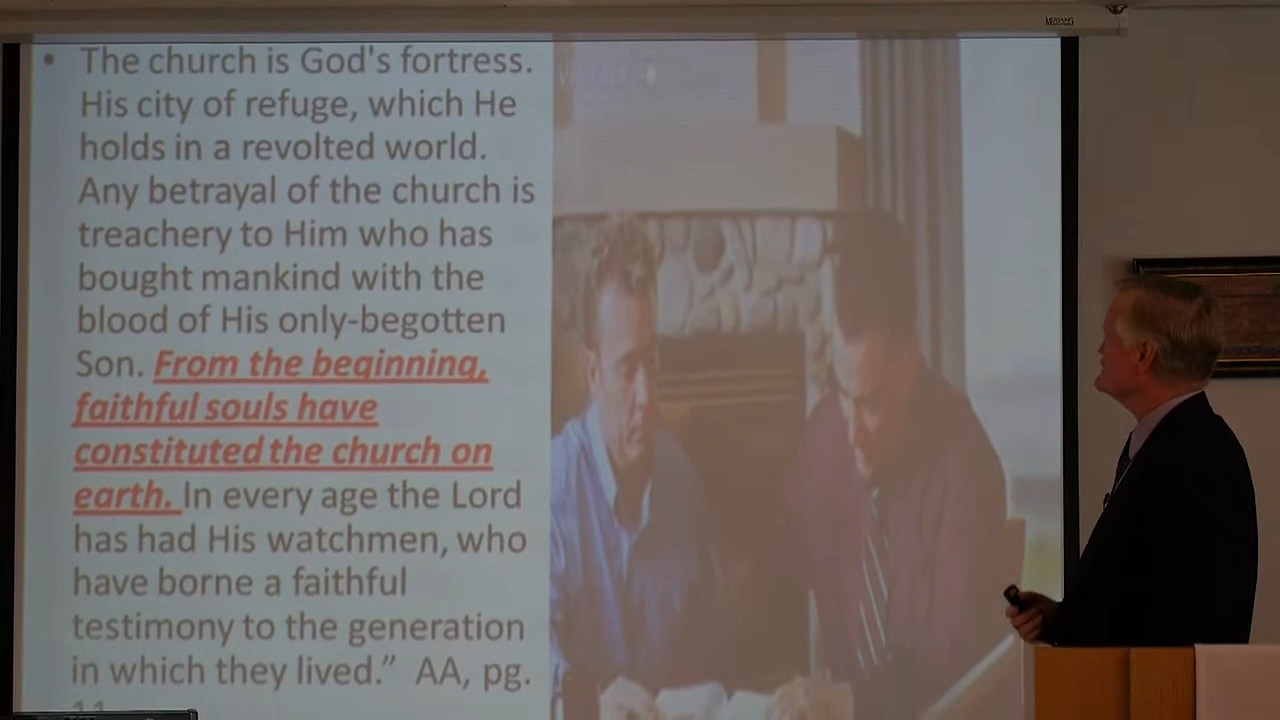 • The church is God's fortress.
His city of refuge, which He
holds in a revolted world.
Any betrayal of the church is
treachery to Him who has
bought mankind with the
blood of His only-begotten
Son. From the beginning,
faithful souls have
constituted the church on
earth. In every age the Lord
has had His watchmen, who
have borne a faithful
testimony to the generation
in which they lived.” AA, pg.
11